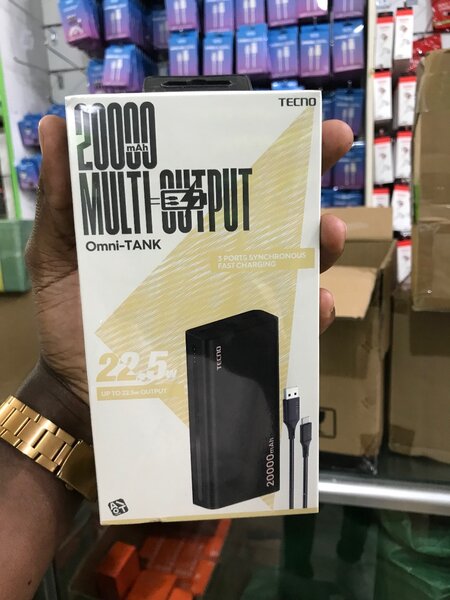 TECNO
20000
mAh
MULTI-OUTPUT
Omni-TANK
3 PORTS SYNCHRONOUS
FAST CHARGING
22.5W
UP TO 22.5W OUTPUT
TECNO
20000mAh